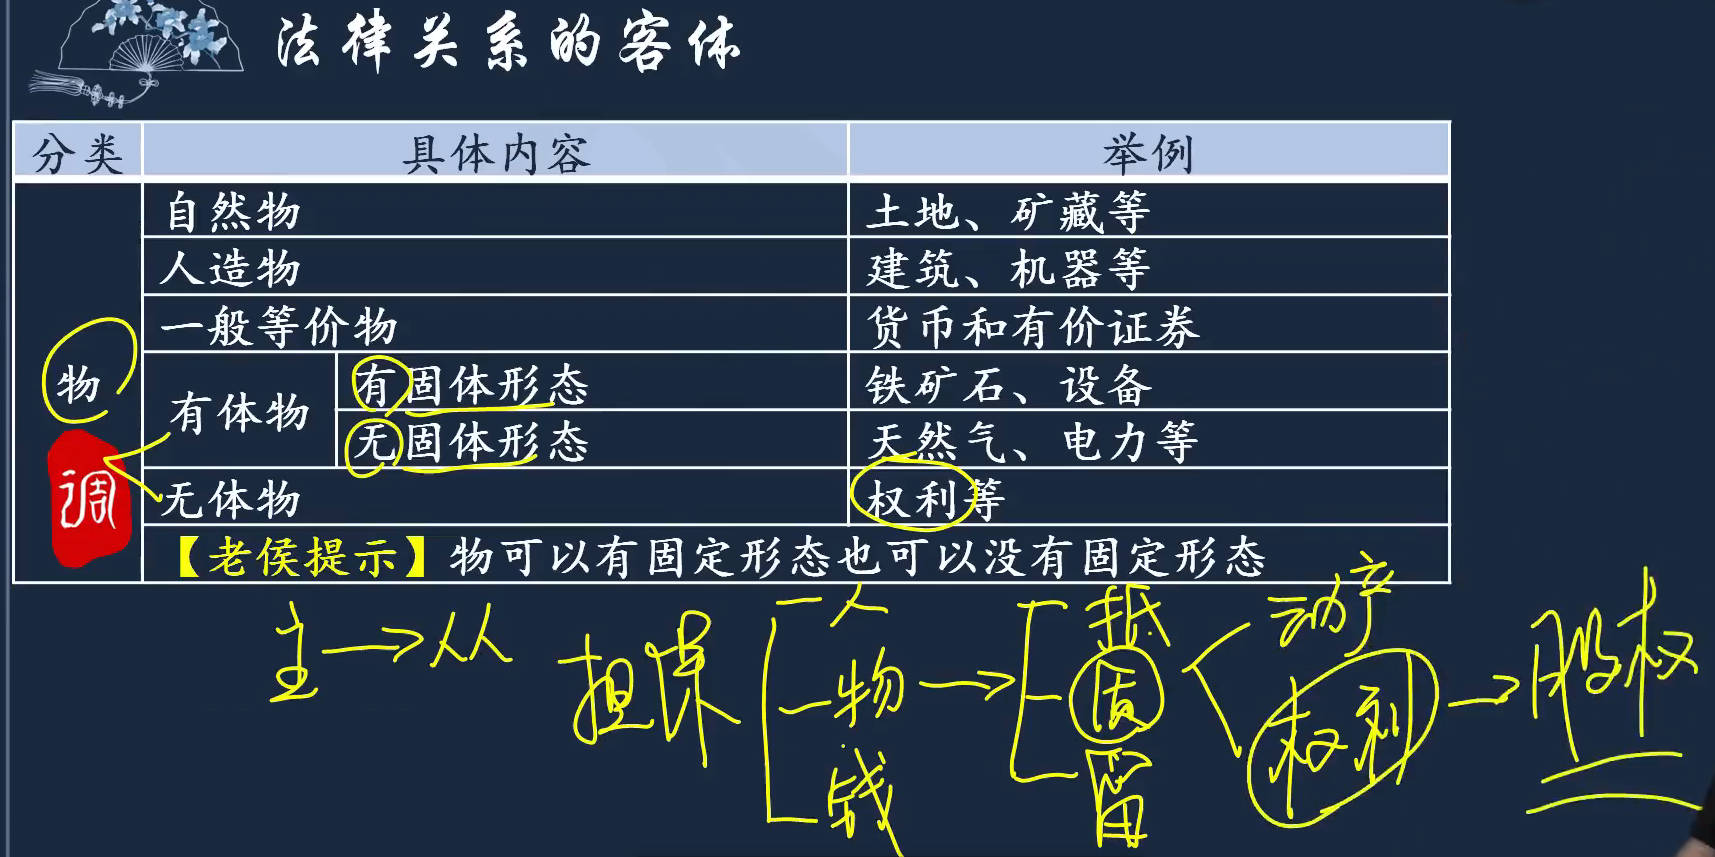 法律关系的客体
分类 具体内容 举例
自然物 土地、矿藏等
人造物 建筑、机器等
一般等价物 货币和有价证券
物
有体物
有固体形态 铁矿石、设备
无固体形态 天然气、电力等
调
无体物 权利等
【老侯提示】物可以有固定形态也可以没有固定形态
主→从
担保
人
物
钱
抵
质
留
动产
权利
股权